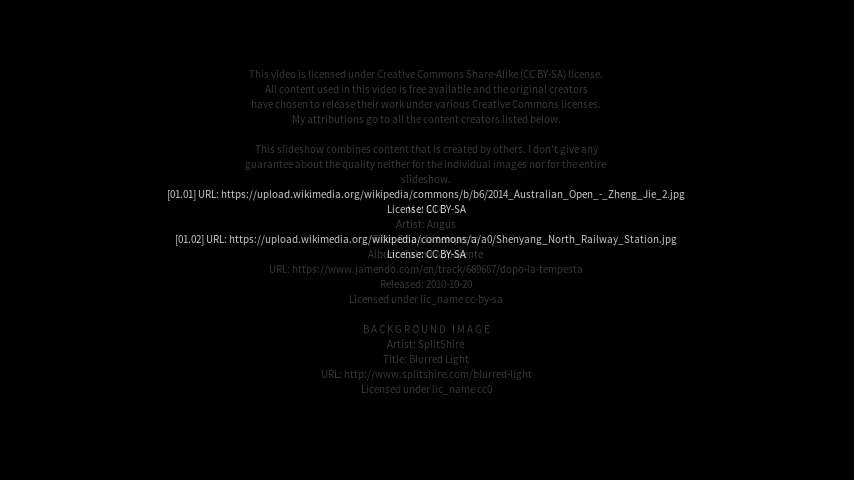 This video is licensed under Creative Commons Share-Alike (CC BY-SA) license.
All content used in this video is free available and the original creators
have chosen to release their work under various Creative Commons licenses.
My attributions go to all the content creators listed below.
This slideshow combines content that is created by others. I don't give any
guarantee about the quality neither for the individual images nor for the entire
slideshow.
[01.01] URL: https://upload.wikimedia.org/wikipedia/commons/b/b6/2014_Australian_Open_-_Zheng_Jie_2.jpg
License: CC BY-SA
Artist: Angus
[01.02] URL: https://upload.wikimedia.org/wikipedia/commons/a/a0/Shenyang_North_Railway_Station.jpg
License: CC BY-SA
URL: https://www.jamendo.com/en/track/669667/dopo-la-tempesta
Released: 2010-10-20
Licensed under lic_name cc-by-sa
BACKGROUND IMAGE
Artist: SplitShire
Title: Blurred Light
URL: http://www.splitshire.com/blurred-light
Licensed under lic_name cc0